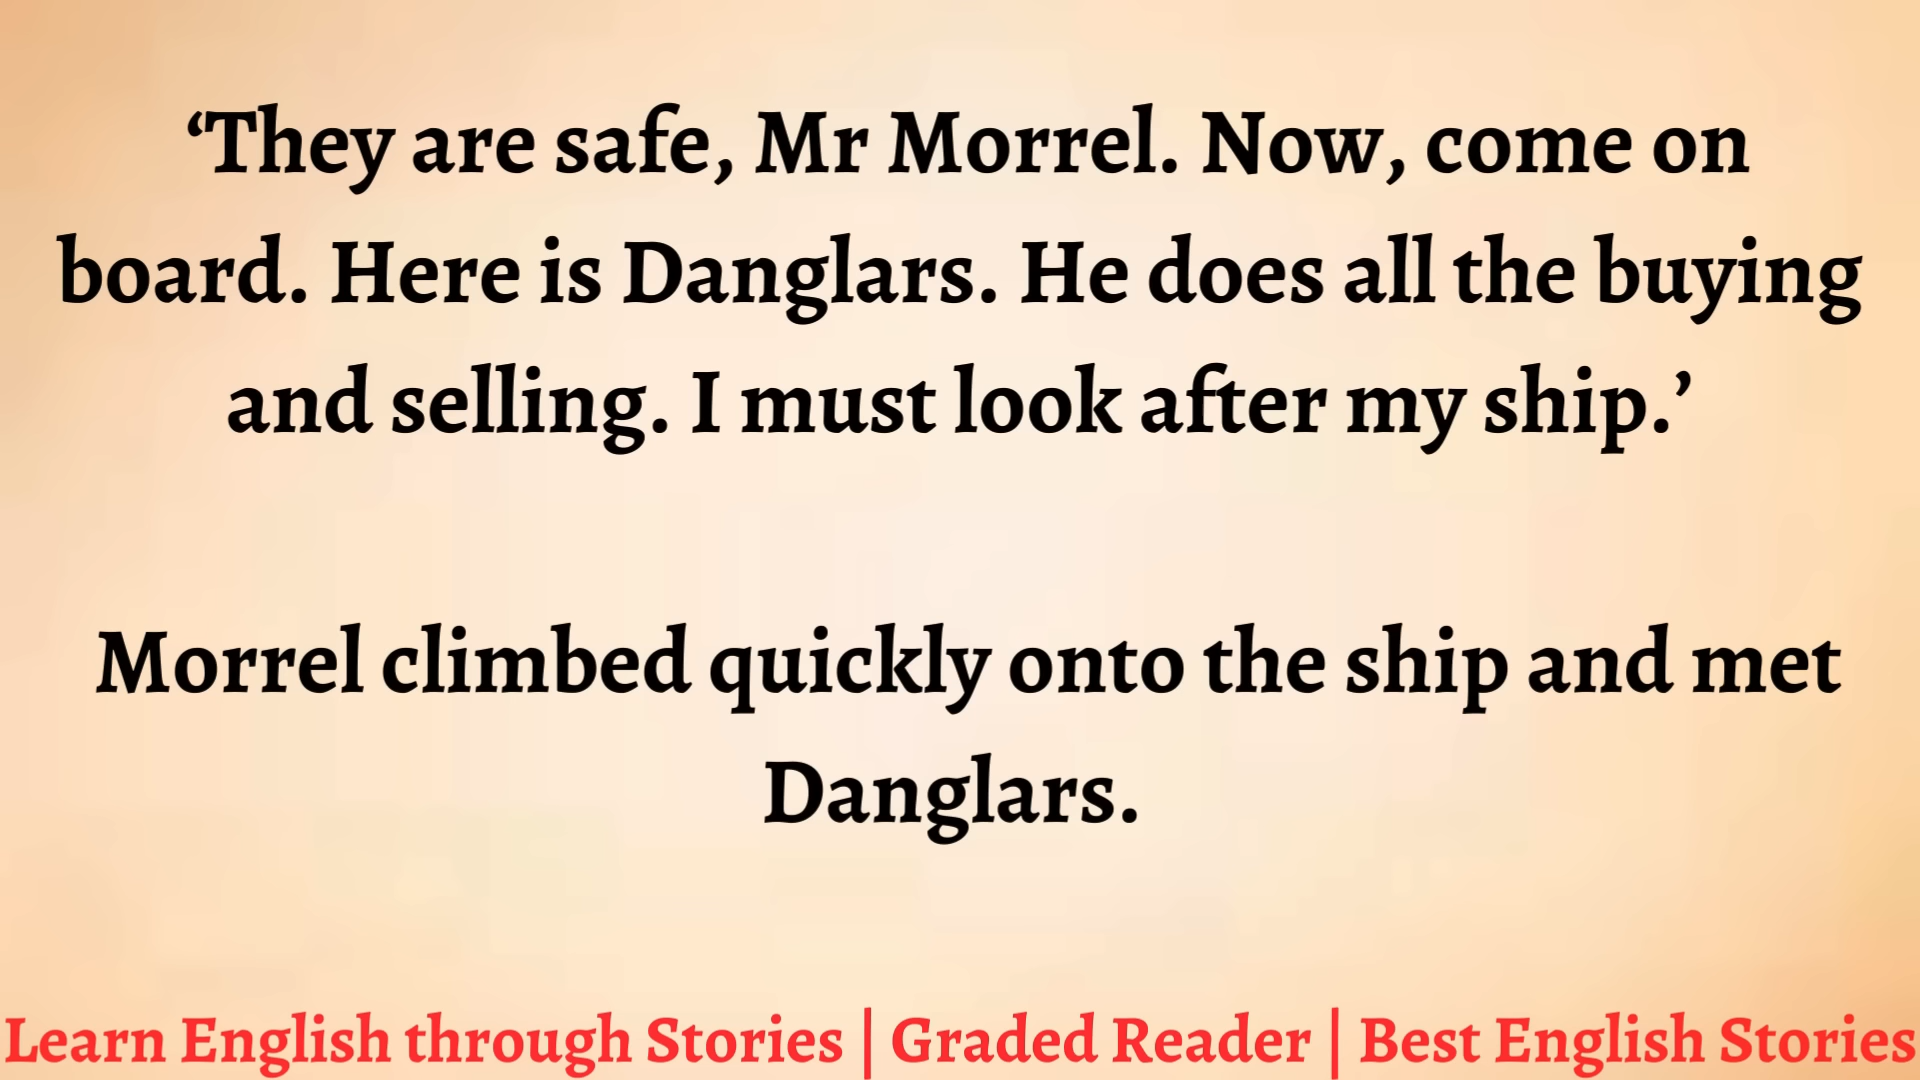 ‘They are safe, Mr Morrel. Now, come on
board. Here is Danglars. He does all the buying
and selling. I must look after my ship.’
Morrel climbed quickly onto the ship and met
Danglars.
Learn English through Stories | Graded Reader | Best English Stories